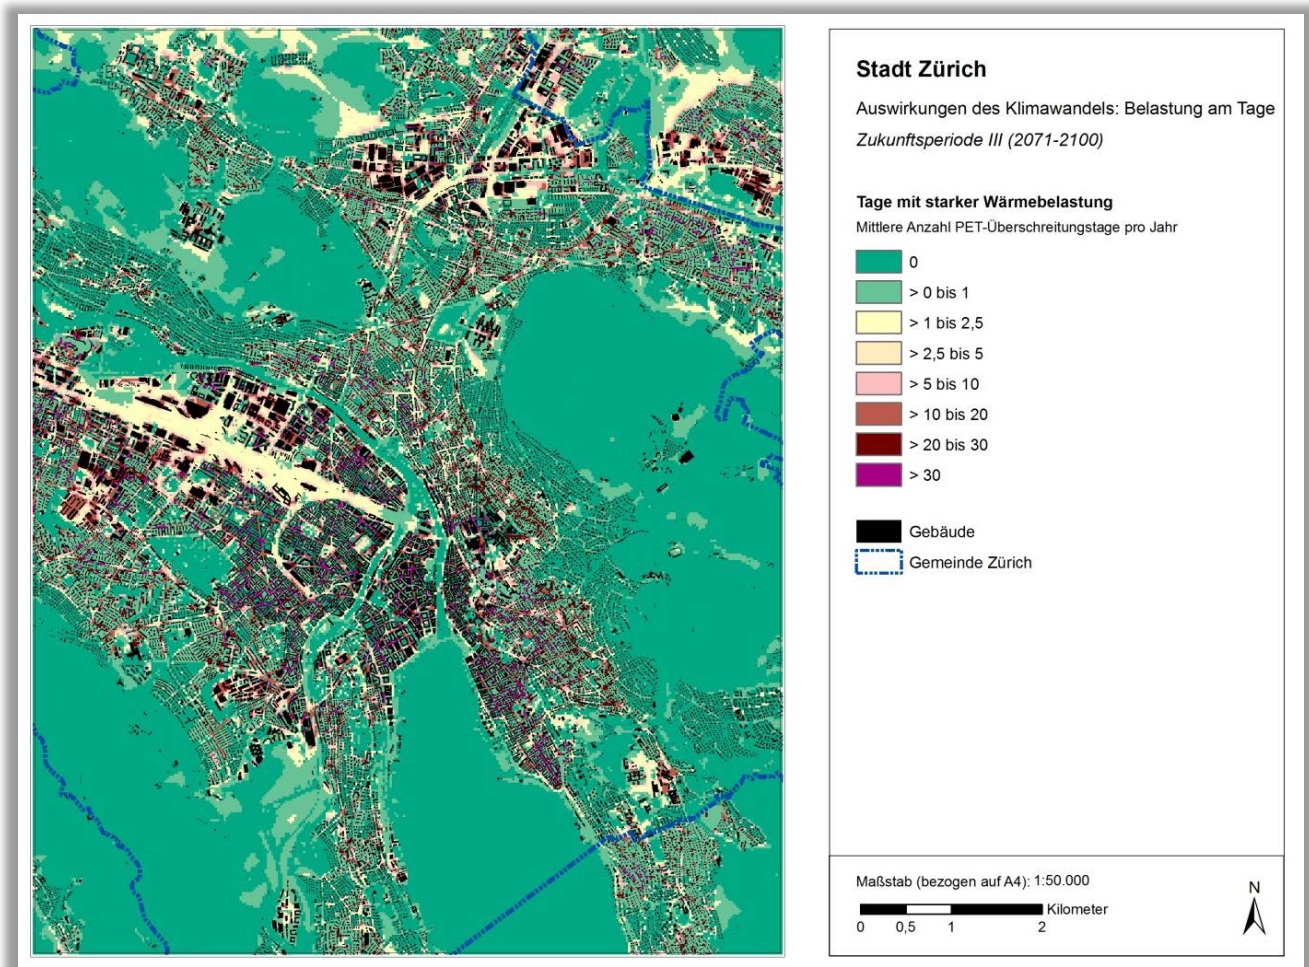 Stadt Zürich
Auswirkungen des Klimawandels: Belastung am Tage
Zukunftsperiode III (2071-2100)
Tage mit starker Wärmebelastung
Mittlere Anzahl PET-Überschreitungstage pro Jahr
0
> 0 bis 1
> 1 bis 2,5
> 2,5 bis 5
> 5 bis 10
> 10 bis 20
> 20 bis 30
> 30
Gebäude
Gemeinde Zürich
Maßstab (bezogen auf A4): 1:50.000
Kilometer
0 0,5 1 2
N